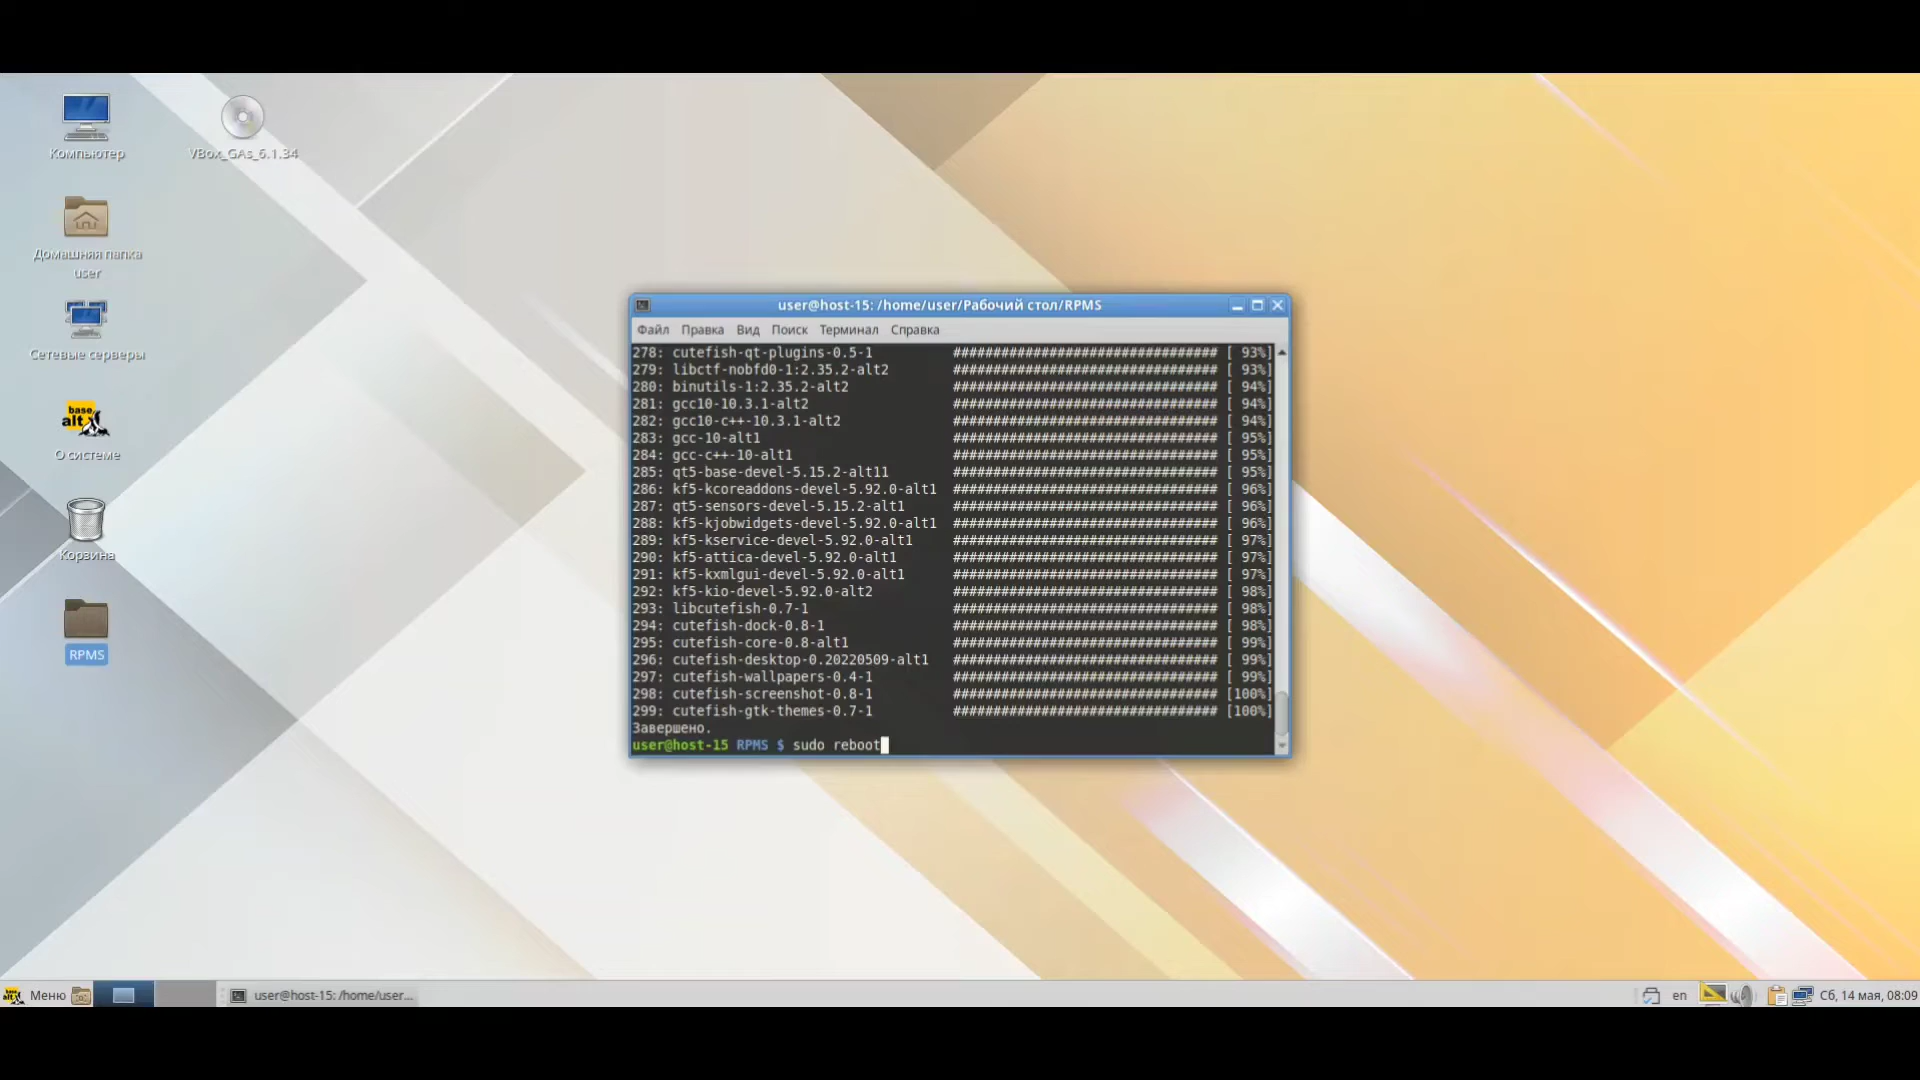 Компьютер
VBox_GAs_6.1.34
Домашняя папка
user
Сетевые серверы
base
alt
О системе
Корзина
RPMS
user@host-15: /home/user/Рабочий стол/RPMS
Файл Правка Вид Поиск Терминал Справка
278: cutefish-qt-plugins-0.5-1 ################################# [ 93%]
279: libctf-nobfd0-1:2.35.2-alt2 ################################# [ 93%]
280: binutils-1:2.35.2-alt2 ################################# [ 94%]
281: gcc10-10.3.1-alt2 ################################# [ 94%]
282: gcc10-c++-10.3.1-alt2 ################################# [ 94%]
283: gcc-10-alt1 ################################# [ 95%]
284: gcc-c++-10-alt1 ################################# [ 95%]
285: qt5-base-devel-5.15.2-alt11 ################################# [ 95%]
286: kf5-kcoreaddons-devel-5.92.0-alt1 ################################# [ 96%]
287: qt5-sensors-devel-5.15.2-alt1 ################################# [ 96%]
288: kf5-kjobwidgets-devel-5.92.0-alt1 ################################# [ 96%]
289: kf5-kservice-devel-5.92.0-alt1 ################################# [ 97%]
290: kf5-attica-devel-5.92.0-alt1 ################################# [ 97%]
291: kf5-kxmlgui-devel-5.92.0-alt1 ################################# [ 97%]
292: kf5-kio-devel-5.92.0-alt2 ################################# [ 98%]
293: libcutefish-0.7-1 ################################# [ 98%]
294: cutefish-dock-0.8-1 ################################# [ 98%]
295: cutefish-core-0.8-alt1 ################################# [ 99%]
296: cutefish-desktop-0.20220509-alt1 ################################# [ 99%]
297: cutefish-wallpapers-0.4-1 ################################# [ 99%]
298: cutefish-screenshot-0.8-1 ################################# [100%]
299: cutefish-gtk-themes-0.7-1 ################################# [100%]
Завершено.
user@host-15 RPMS $ sudo reboot
Меню user@host-15: /home/user... en Сб, 14 мая, 08:09